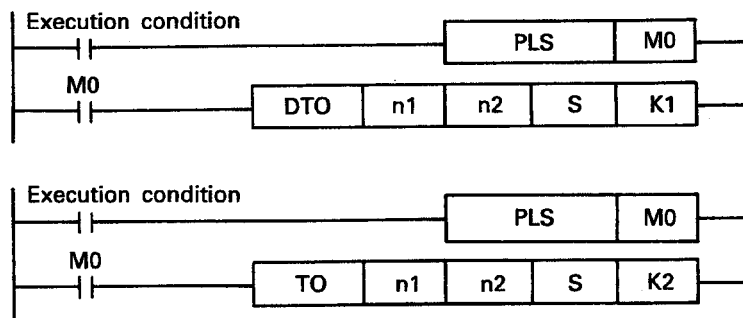 Execution condition
PLS M0
M0
DTO n1 n2 S K1
Execution condition
PLS M0
M0
TO n1 n2 S K2